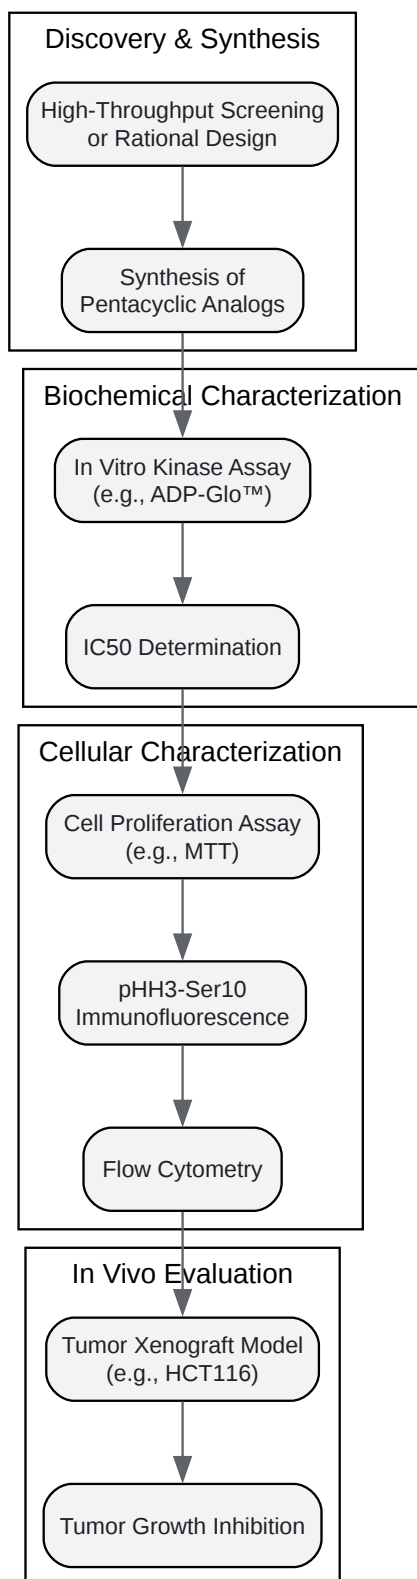 Discovery & Synthesis
High-Throughput Screening
or Rational Design
Synthesis of
Pentacyclic Analogs
Biochemical Characterization
In Vitro Kinase Assay
(e.g., ADP-Glo™)
IC50 Determination
Cellular Characterization
Cell Proliferation Assay
(e.g., MTT)
pHH3-Ser10
Immunofluorescence
Flow Cytometry
In Vivo Evaluation
Tumor Xenograft Model
(e.g., HCT116)
Tumor Growth Inhibition